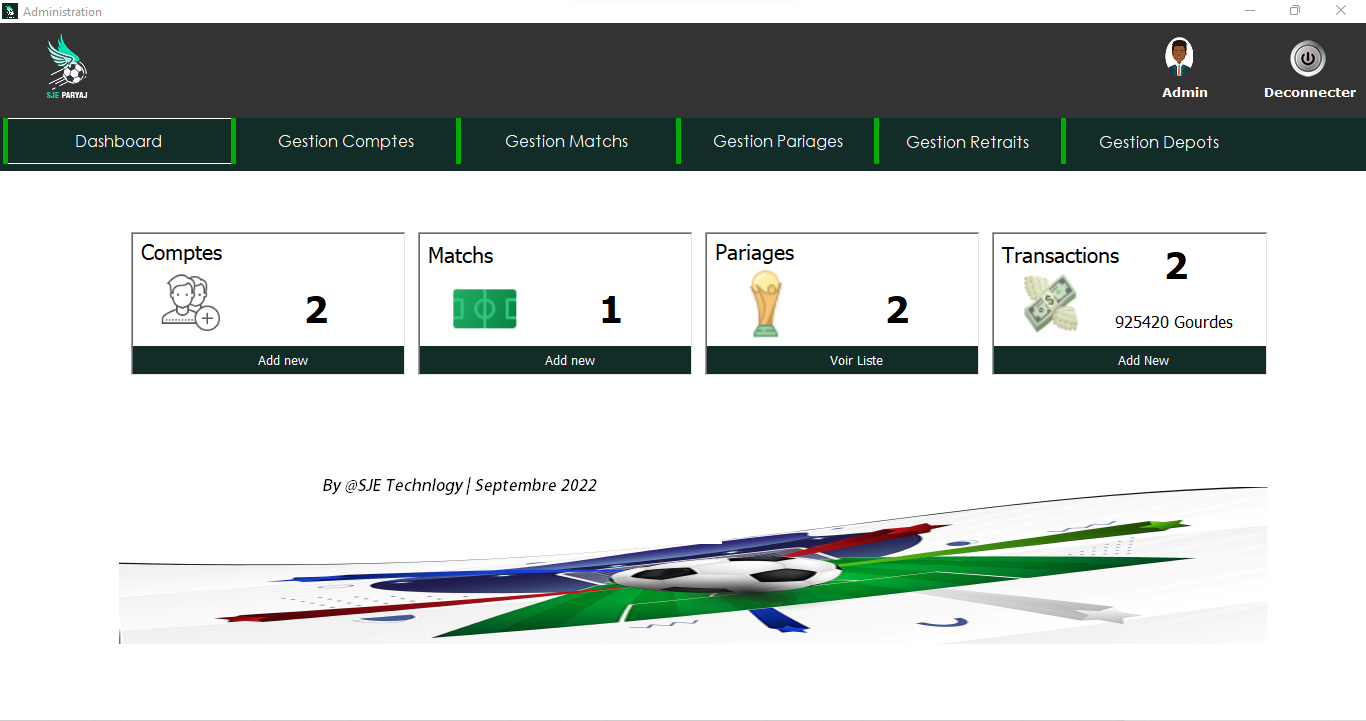 Administration
SJE PARYAJ
Admin
Deconnecter
Dashboard
Gestion Comptes
Gestion Matchs
Gestion Pariages
Gestion Retraits
Gestion Depots
Comptes
2
Add new
Matchs
1
Add new
Pariages
2
Voir Liste
Transactions
2
925420 Gourdes
Add New
By @SJE Technlogy | Septembre 2022